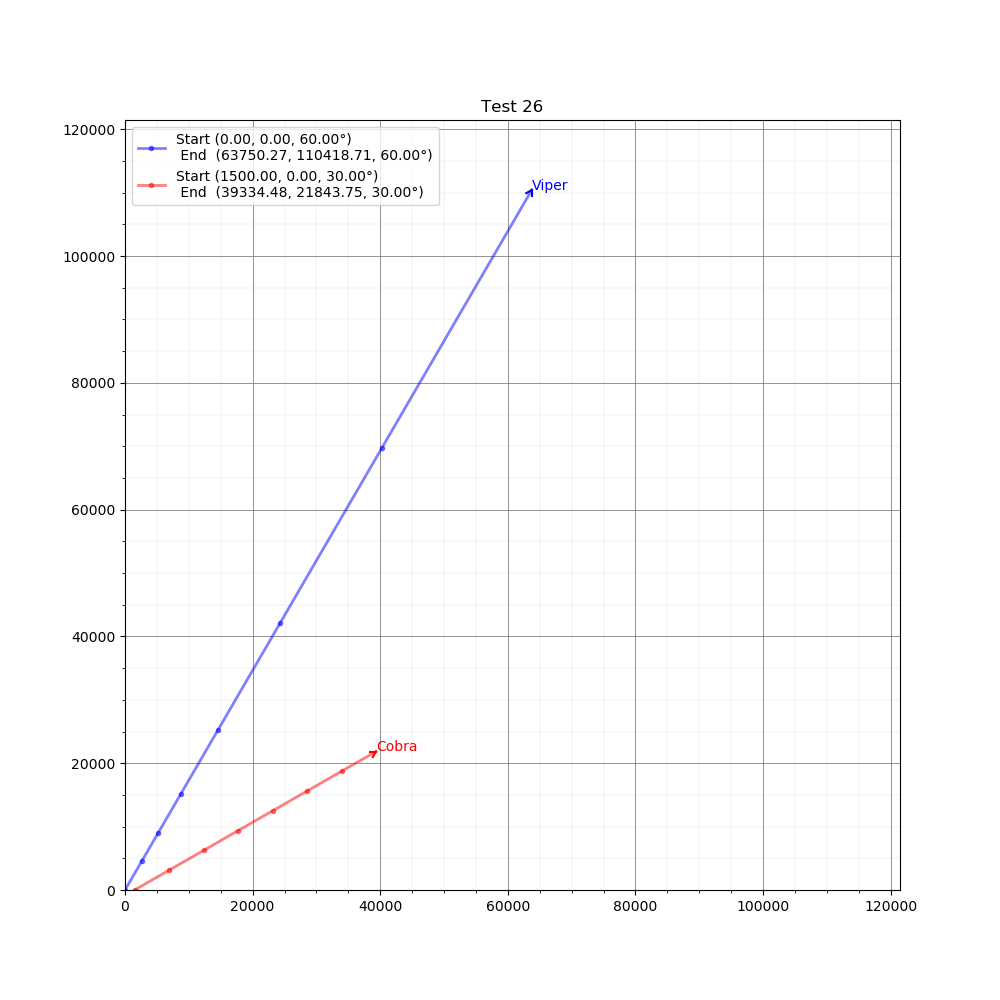 Test 26
120000
100000
80000
60000
40000
20000
0
Start (0.00, 0.00, 60.00°)
End  (63750.27, 110418.71, 60.00°)
Start (1500.00, 0.00, 30.00°)
End  (39334.48, 21843.75, 30.00°)
Viper
Cobra
0 20000 40000 60000 80000 100000 120000